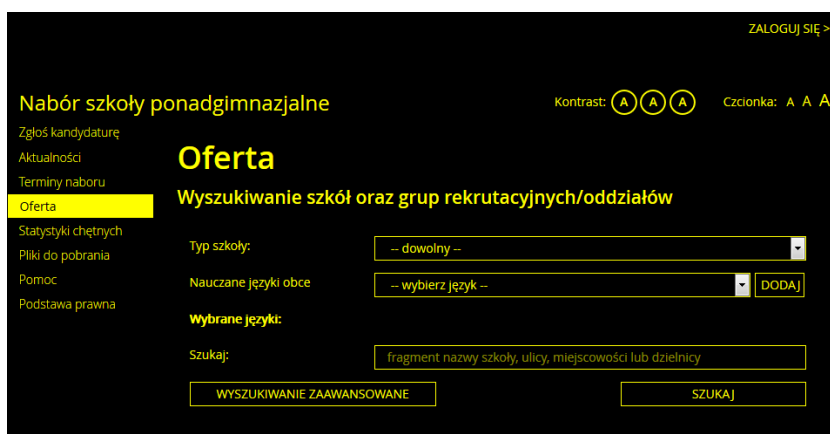 ZALOGUJ SIĘ >
Nabór szkoły ponadgimnazjalne
Kontrast: A A A Czcionka: A A A
Zgłoś kandydaturę
Aktualności
Terminy naboru
Oferta
Statystyki chętnych
Pliki do pobrania
Pomoc
Podstawa prawna
Oferta
Wyszukiwanie szkół oraz grup rekrutacyjnych/oddziałów
Typ szkoły: -- dowolny --
Nauczane języki obce -- wybierz język -- DODAJ
Wybrane języki:
Szukaj: fragment nazwy szkoły, ulicy, miejscowości lub dzielnicy
WYSZUKIWANIE ZAAWANSOWANE SZUKAJ